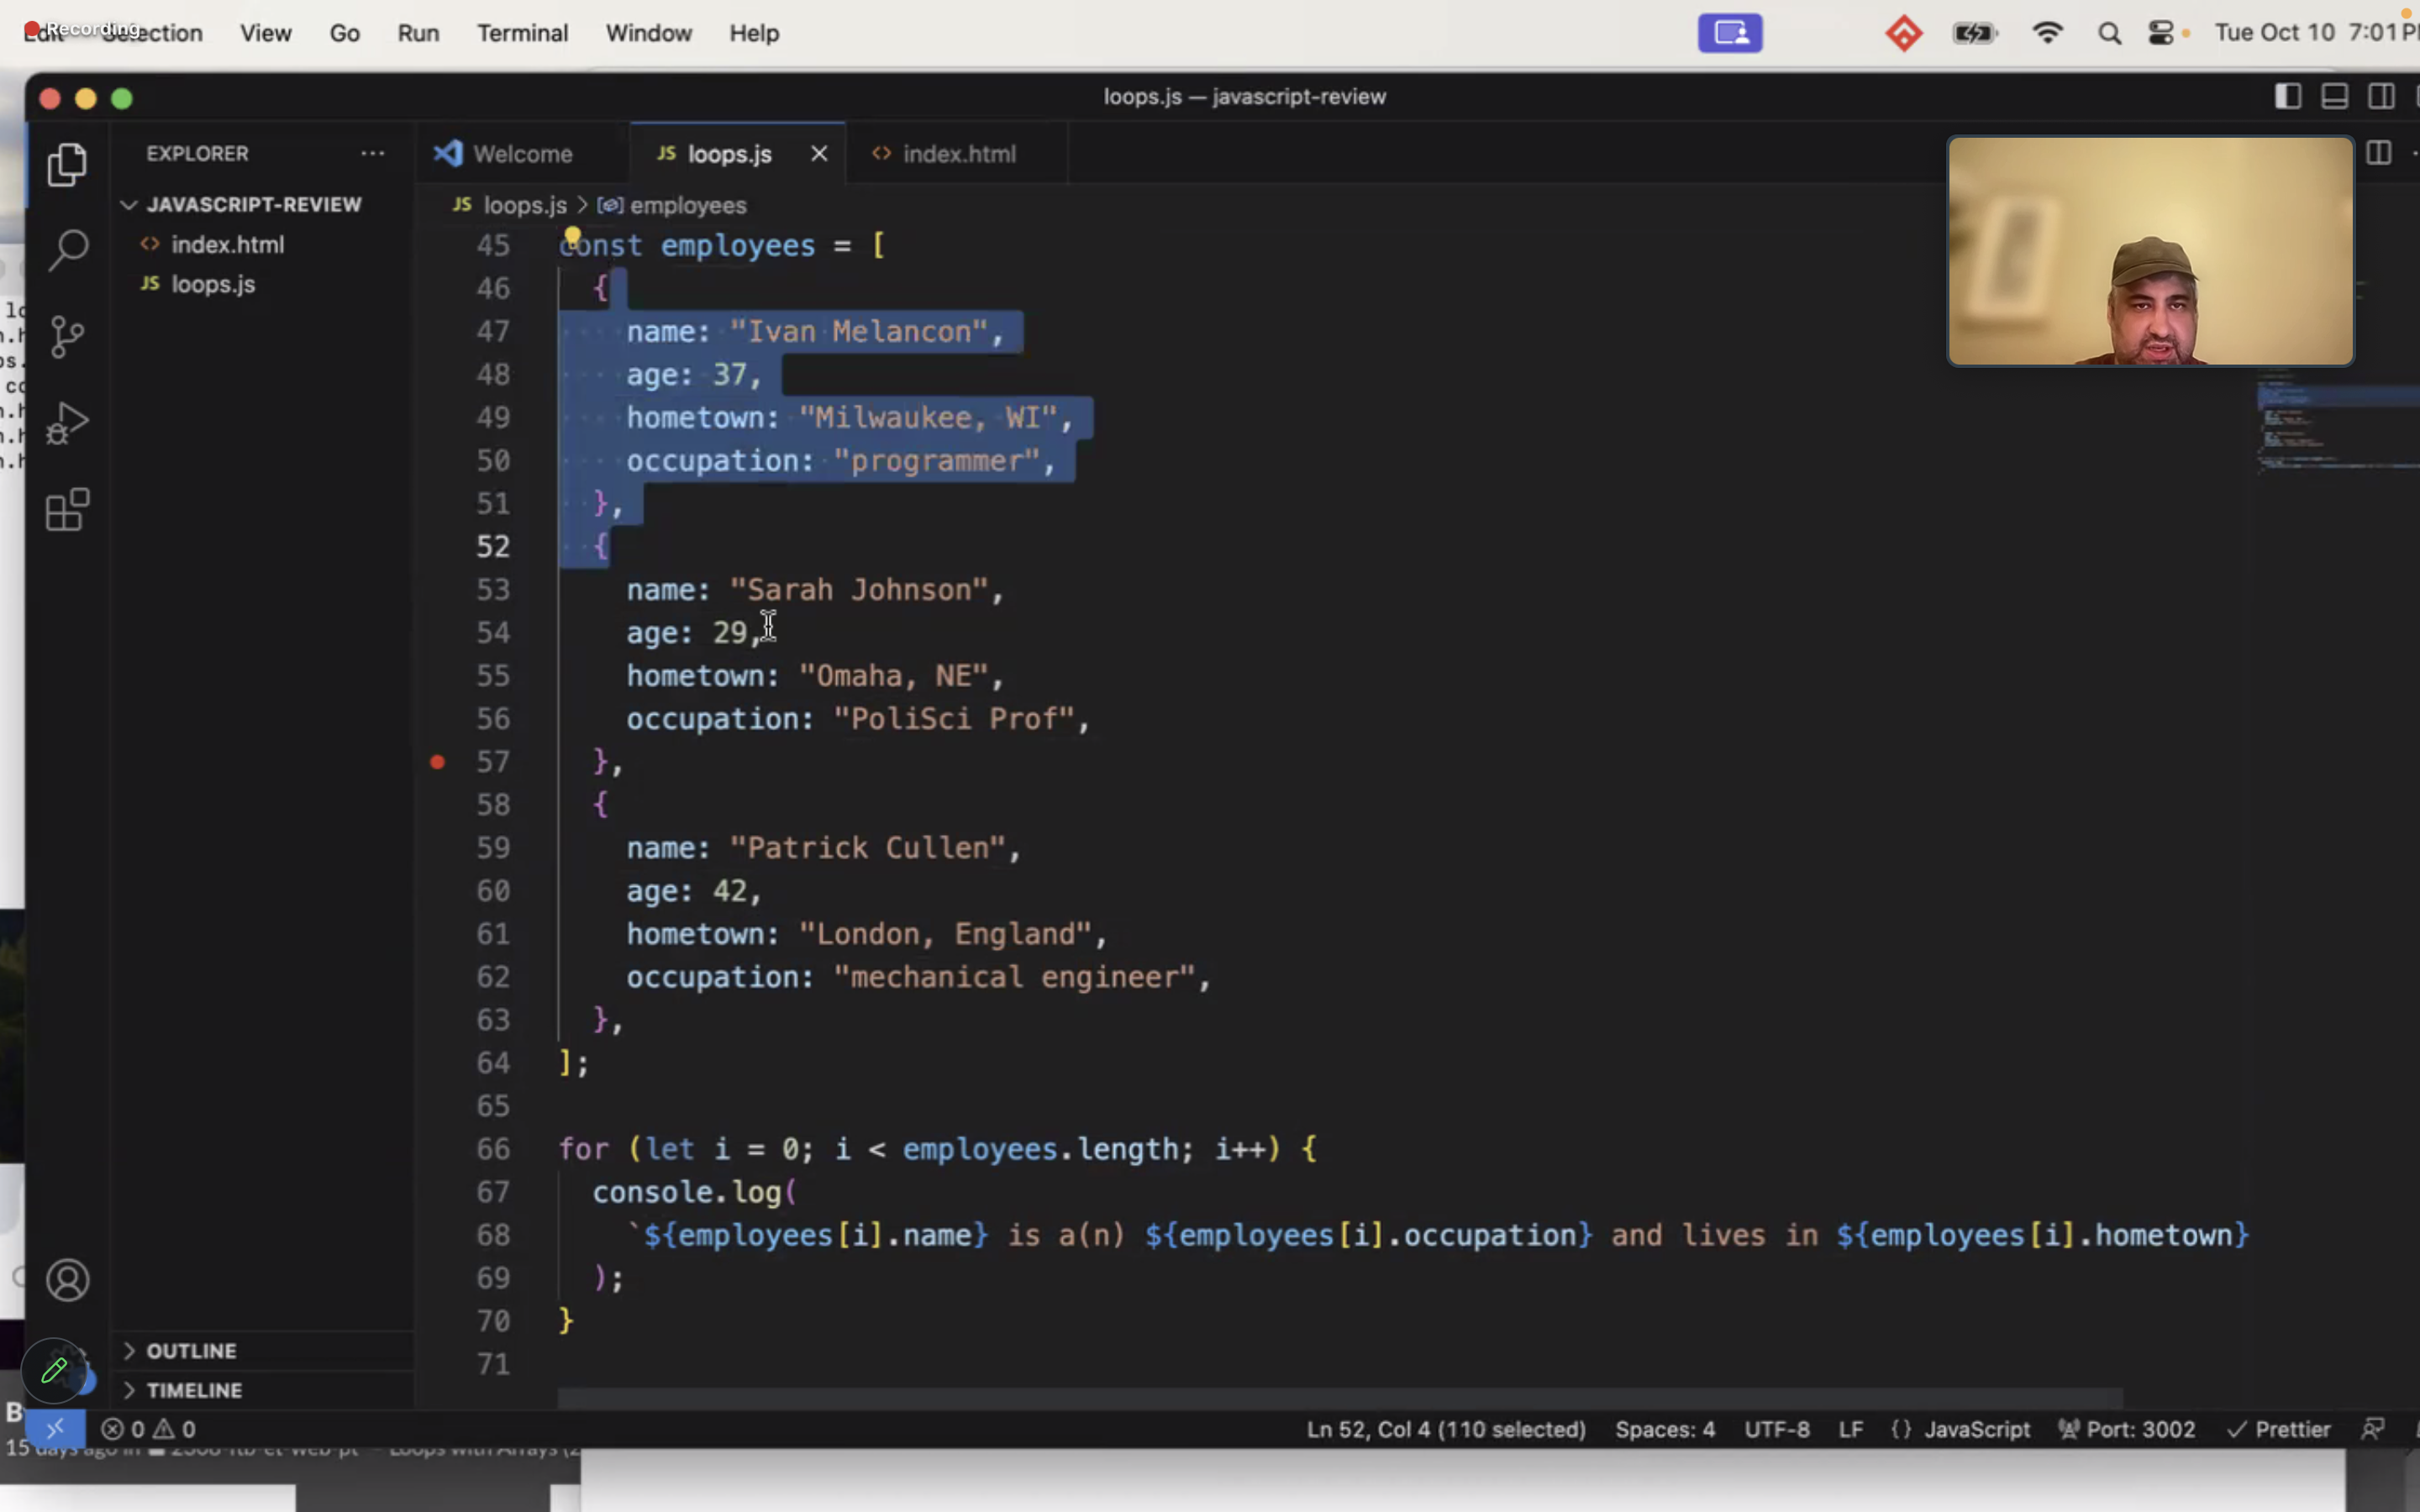 Recording
Edit Selection View Go Run Terminal Window Help
Tue Oct 10 7:01 P
loops.js — javascript-review
EXPLORER
Welcome
JS loops.js
<> index.html
JAVASCRIPT-REVIEW
<> index.html
JS loops.js
JS loops.js > employees
45 const employees = [
46 {
47 name: "Ivan Melancon",
48 age: 37,
49 hometown: "Milwaukee, WI",
50 occupation: "programmer",
51 },
52 {
53 name: "Sarah Johnson",
54 age: 29,
55 hometown: "Omaha, NE",
56 occupation: "PoliSci Prof",
57 },
58 {
59 name: "Patrick Cullen",
60 age: 42,
61 hometown: "London, England",
62 occupation: "mechanical engineer",
63 },
64 ];
65
66 for (let i = 0; i < employees.length; i++) {
67 console.log(
68 `${employees[i].name} is a(n) ${employees[i].occupation} and lives in ${employees[i].hometown}
69 );
70 }
71
OUTLINE
TIMELINE
0 0
Ln 52, Col 4 (110 selected) Spaces: 4 UTF-8 LF {} JavaScript Port: 3002 Prettier
15 days ago in Loops with Arrays